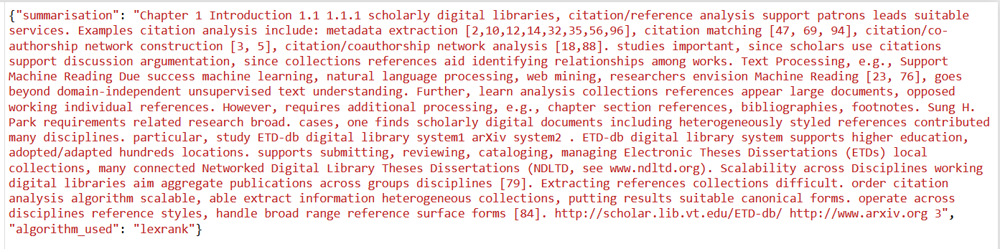 {"summarisation": "Chapter 1 Introduction 1.1 1.1.1 scholarly digital libraries, citation/reference analysis support patrons leads suitable
services. Examples citation analysis include: metadata extraction [2,10,12,14,32,35,56,96], citation matching [47, 69, 94], citation/co-
authorship network construction [3, 5], citation/coauthorship network analysis [18,88]. studies important, since scholars use citations
support discussion argumentation, since collections references aid identifying relationships among works. Text Processing, e.g., Support
Machine Reading Due success machine learning, natural language processing, web mining, researchers envision Machine Reading [23, 76], goes
beyond domain-independent unsupervised text understanding. Further, learn analysis collections references appear large documents, opposed
working individual references. However, requires additional processing, e.g., chapter section references, bibliographies, footnotes. Sung H.
Park requirements related research broad. cases, one finds scholarly digital documents including heterogeneously styled references contributed
many disciplines. particular, study ETD-db digital library system1 arXiv system2 . ETD-db digital library system supports higher education,
adopted/adapted hundreds locations. supports submitting, reviewing, cataloging, managing Electronic Theses Dissertations (ETDs) local
collections, many connected Networked Digital Library Theses Dissertations (NDLTD, see www.ndltd.org). Scalability across Disciplines working
digital libraries aim aggregate publications across groups disciplines [79]. Extracting references collections difficult. order citation
analysis algorithm scalable, able extract information heterogeneous collections, putting results suitable canonical forms. operate across
disciplines reference styles, handle broad range reference surface forms [84]. http://scholar.lib.vt.edu/ETD-db/ http://www.arxiv.org 3",
"algorithm_used": "lexrank"}